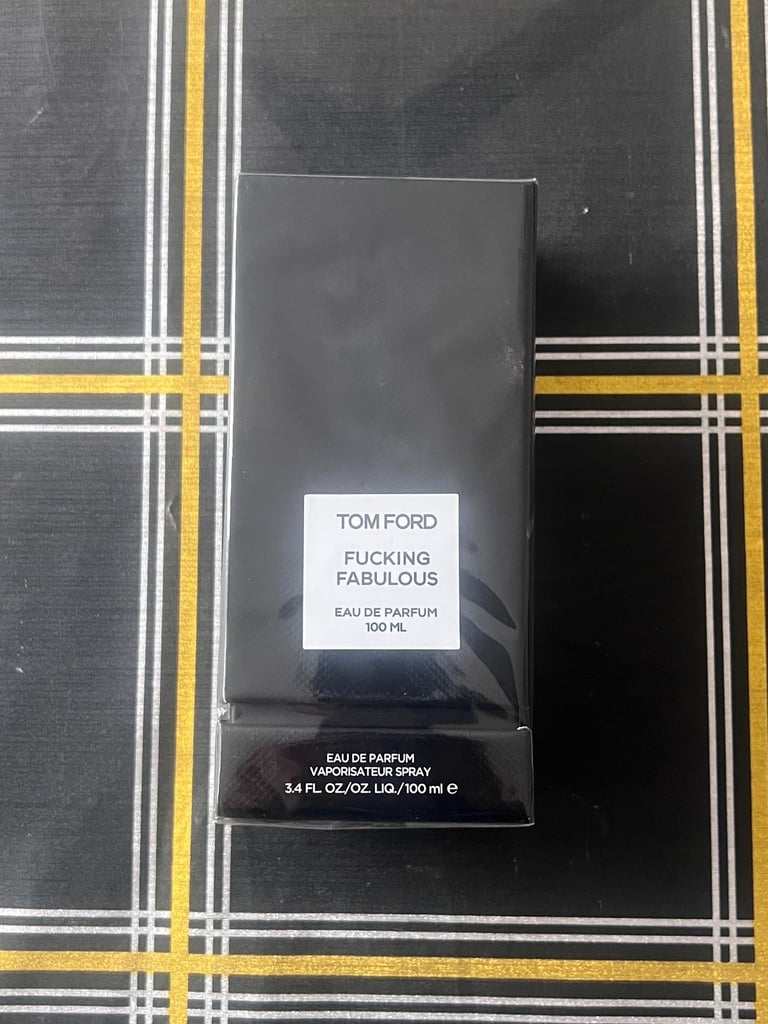 TOM FORD
FUCKING
FABULOUS
EAU DE PARFUM
100 ML
EAU DE PARFUM
VAPORISATEUR SPRAY
3.4 FL. OZ./OZ. LIQ./100 ml ℮